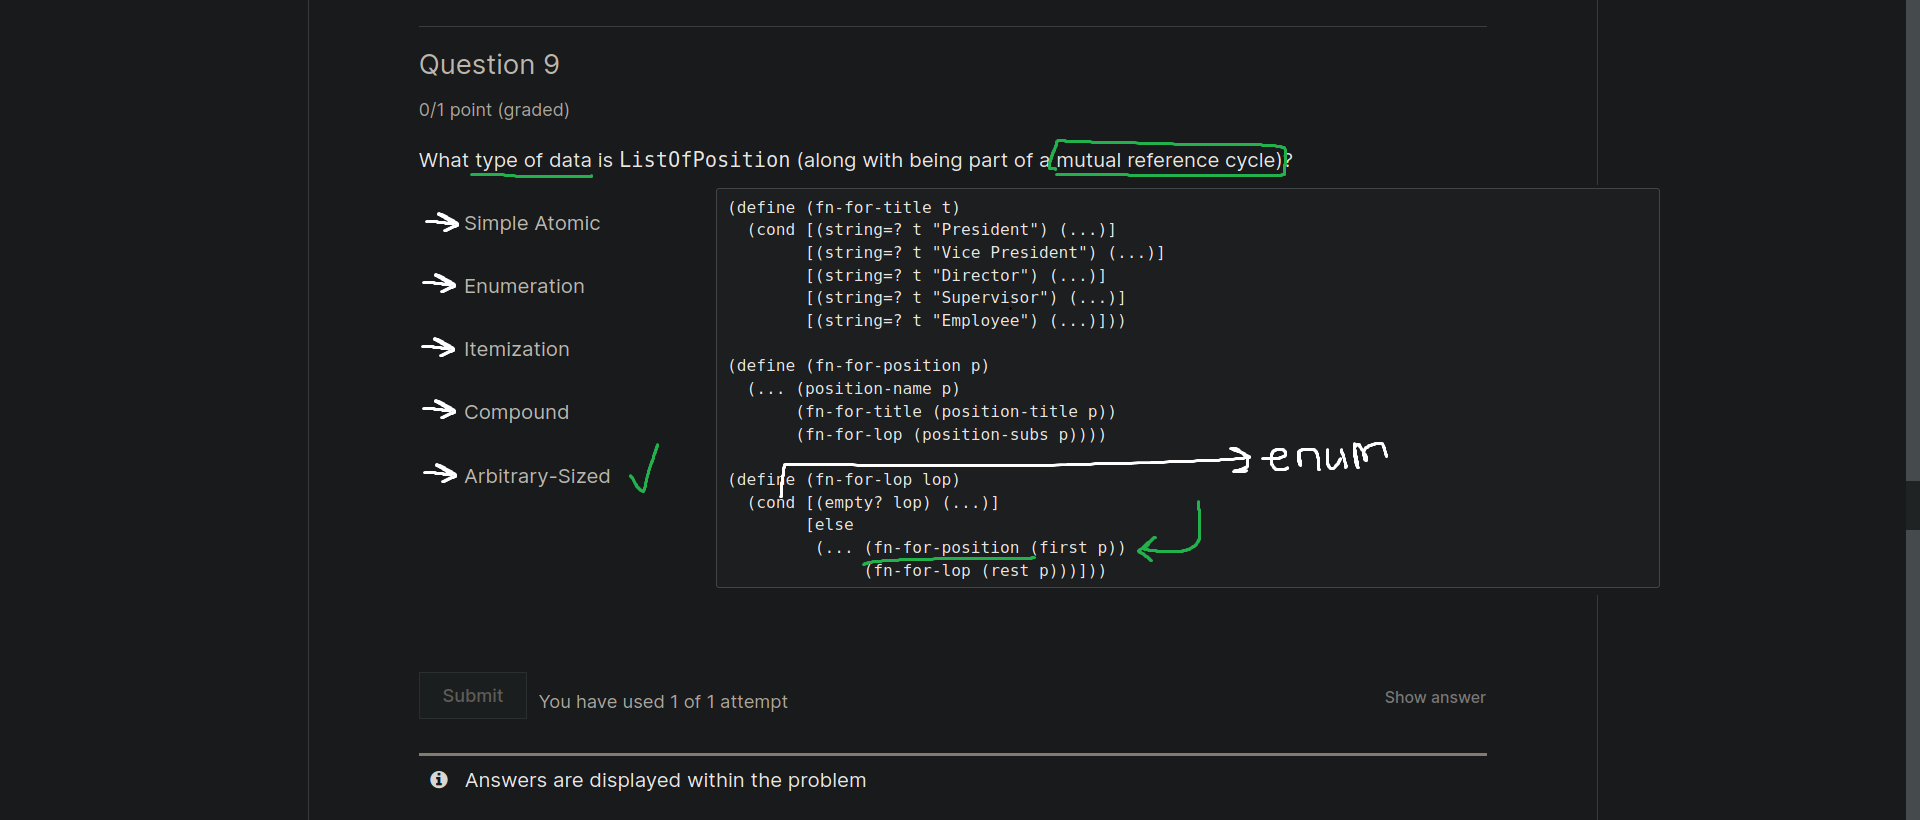 Question 9
0/1 point (graded)
What type of data is ListOfPosition (along with being part of a mutual reference cycle)?
Simple Atomic
Enumeration
Itemization
Compound
Arbitrary-Sized
(define (fn-for-title t)
  (cond [(string=? t "President") (...)]
        [(string=? t "Vice President") (...)]
        [(string=? t "Director") (...)]
        [(string=? t "Supervisor") (...)]
        [(string=? t "Employee") (...)]))
(define (fn-for-position p)
  (... (position-name p)
       (fn-for-title (position-title p))
       (fn-for-lop (position-subs p))))
enum
(define (fn-for-lop lop)
  (cond [(empty? lop) (...)]
        [else
         (... (fn-for-position (first p))
              (fn-for-lop (rest p)))]))
Submit
You have used 1 of 1 attempt
Show answer
Answers are displayed within the problem